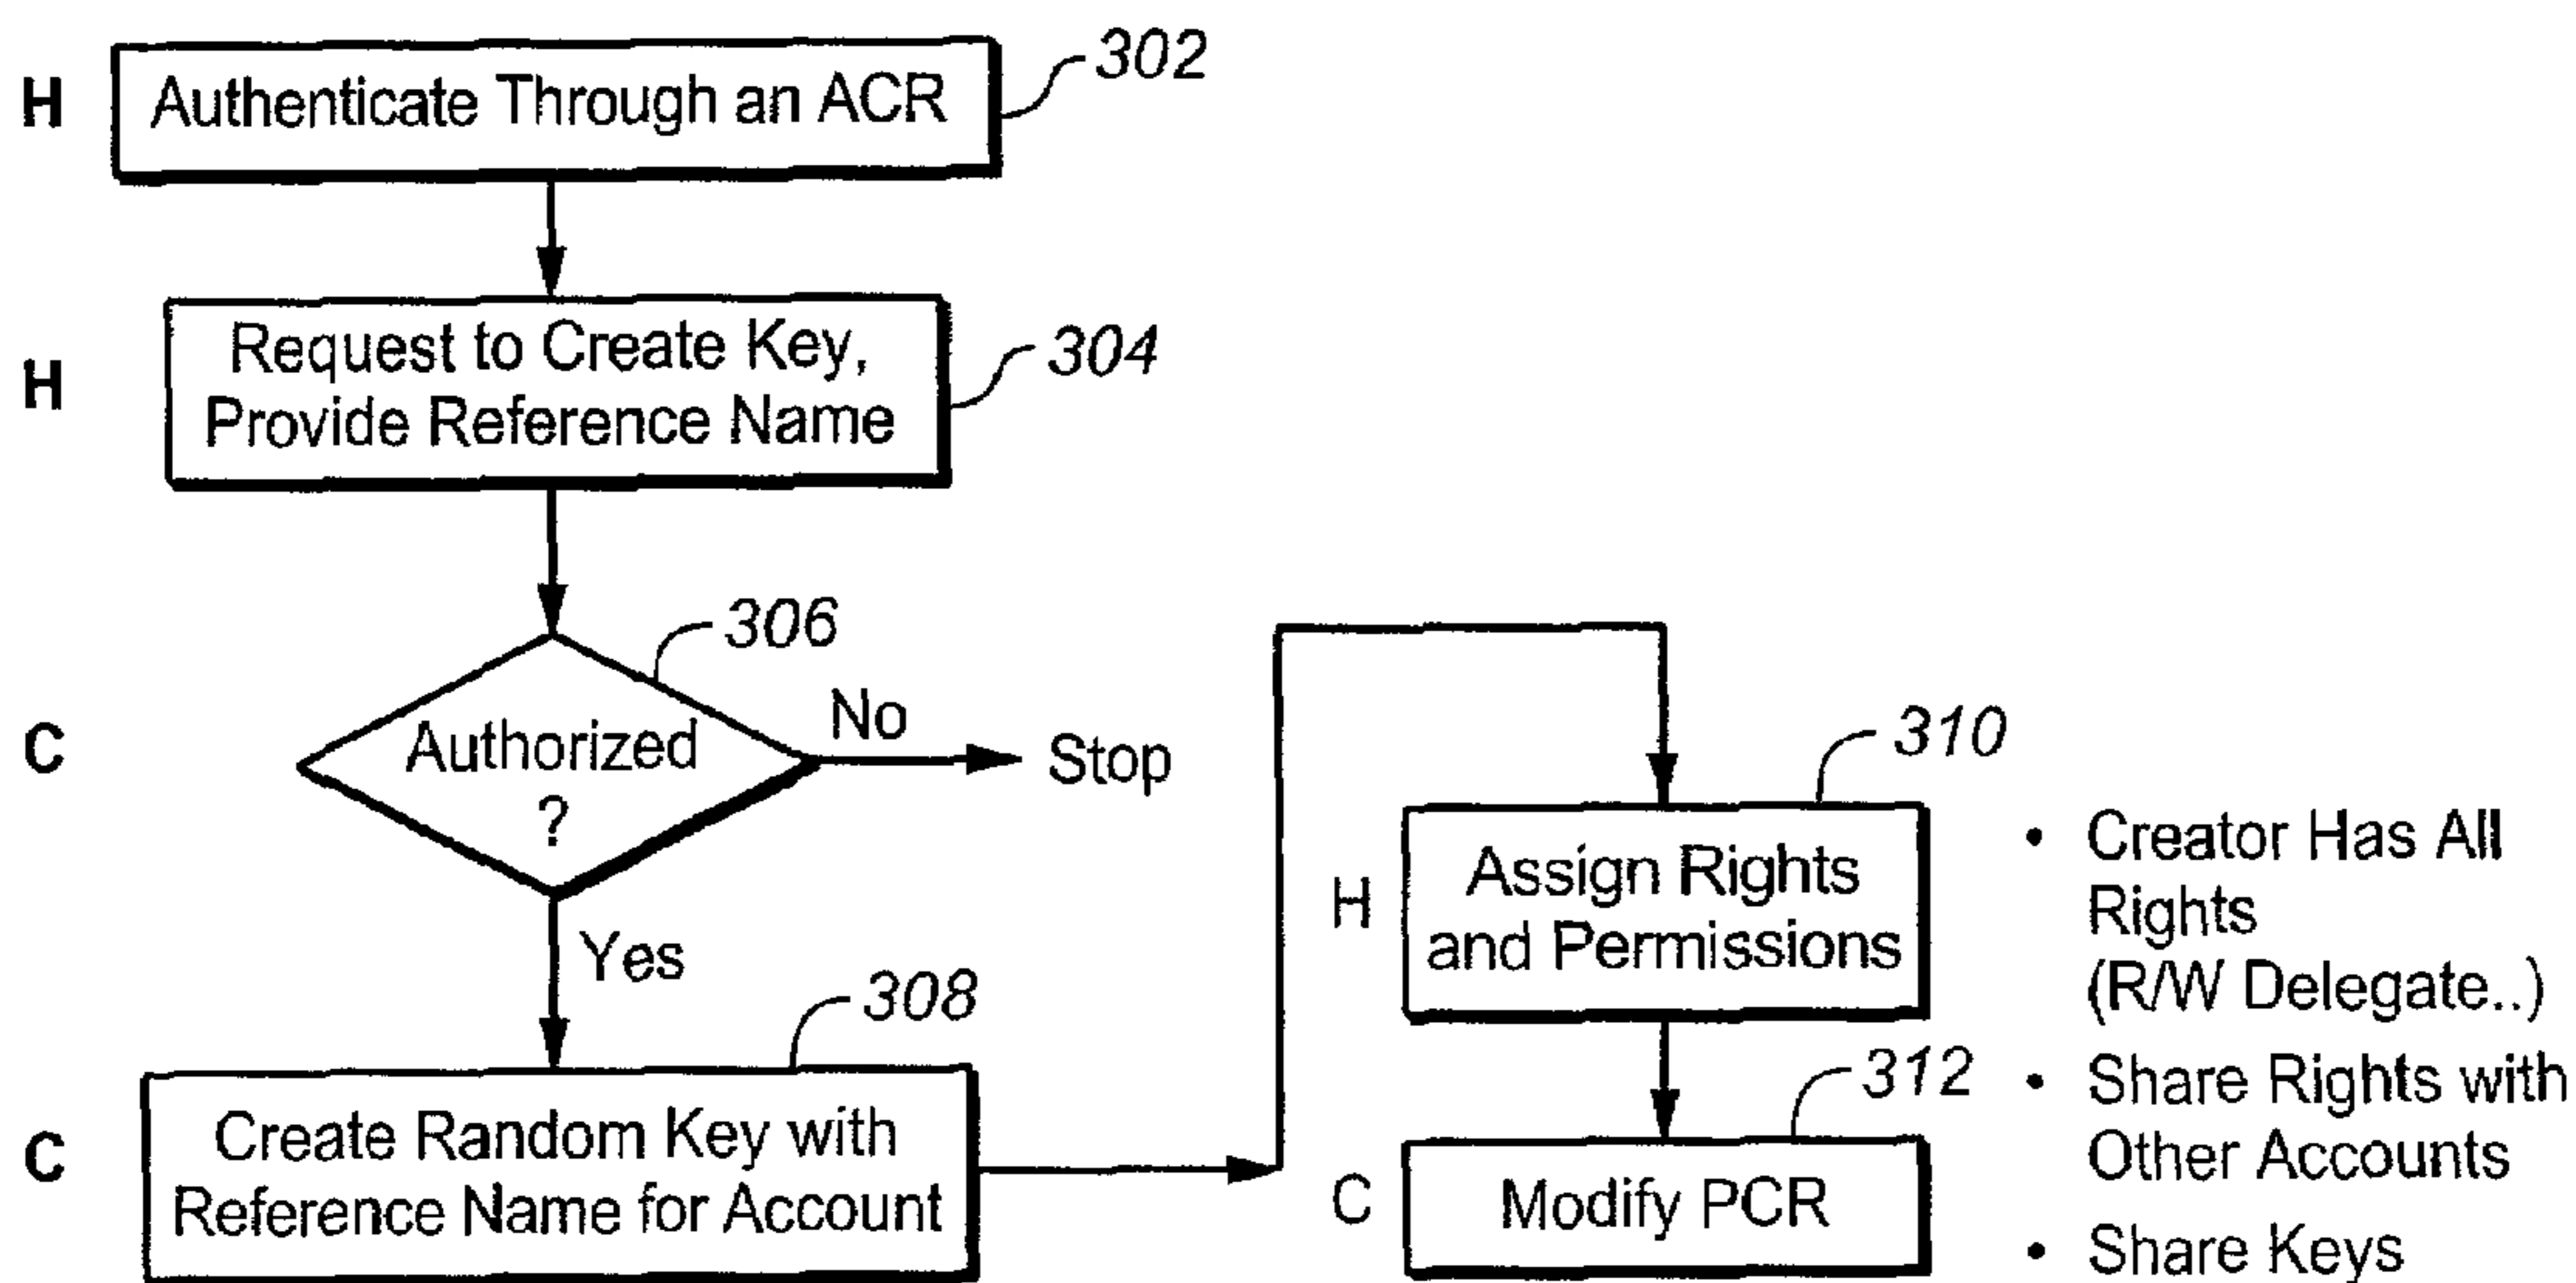 H
Authenticate Through an ACR
302
H
Request to Create Key,
Provide Reference Name
304
306
C
Authorized
?
No
Stop
Yes
308
C
Create Random Key with
Reference Name for Account
310
H
Assign Rights
and Permissions
312
C
Modify PCR
• Creator Has All
Rights
(R/W Delegate..)
• Share Rights with
Other Accounts
• Share Keys